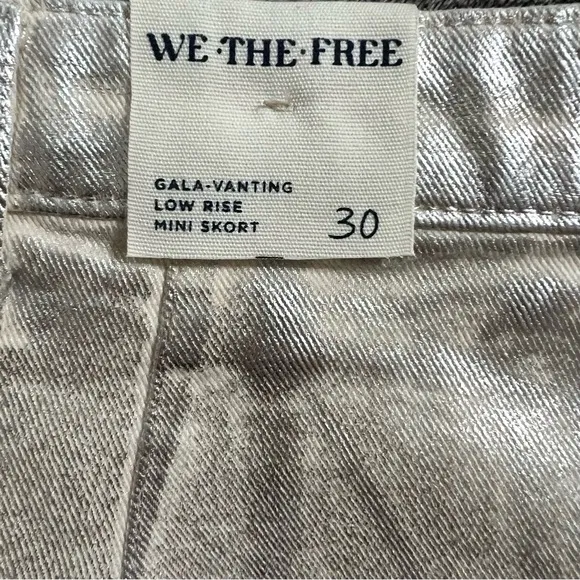 WE·THE·FREE
GALA-VANTING
LOW RISE
MINI SKORT 30